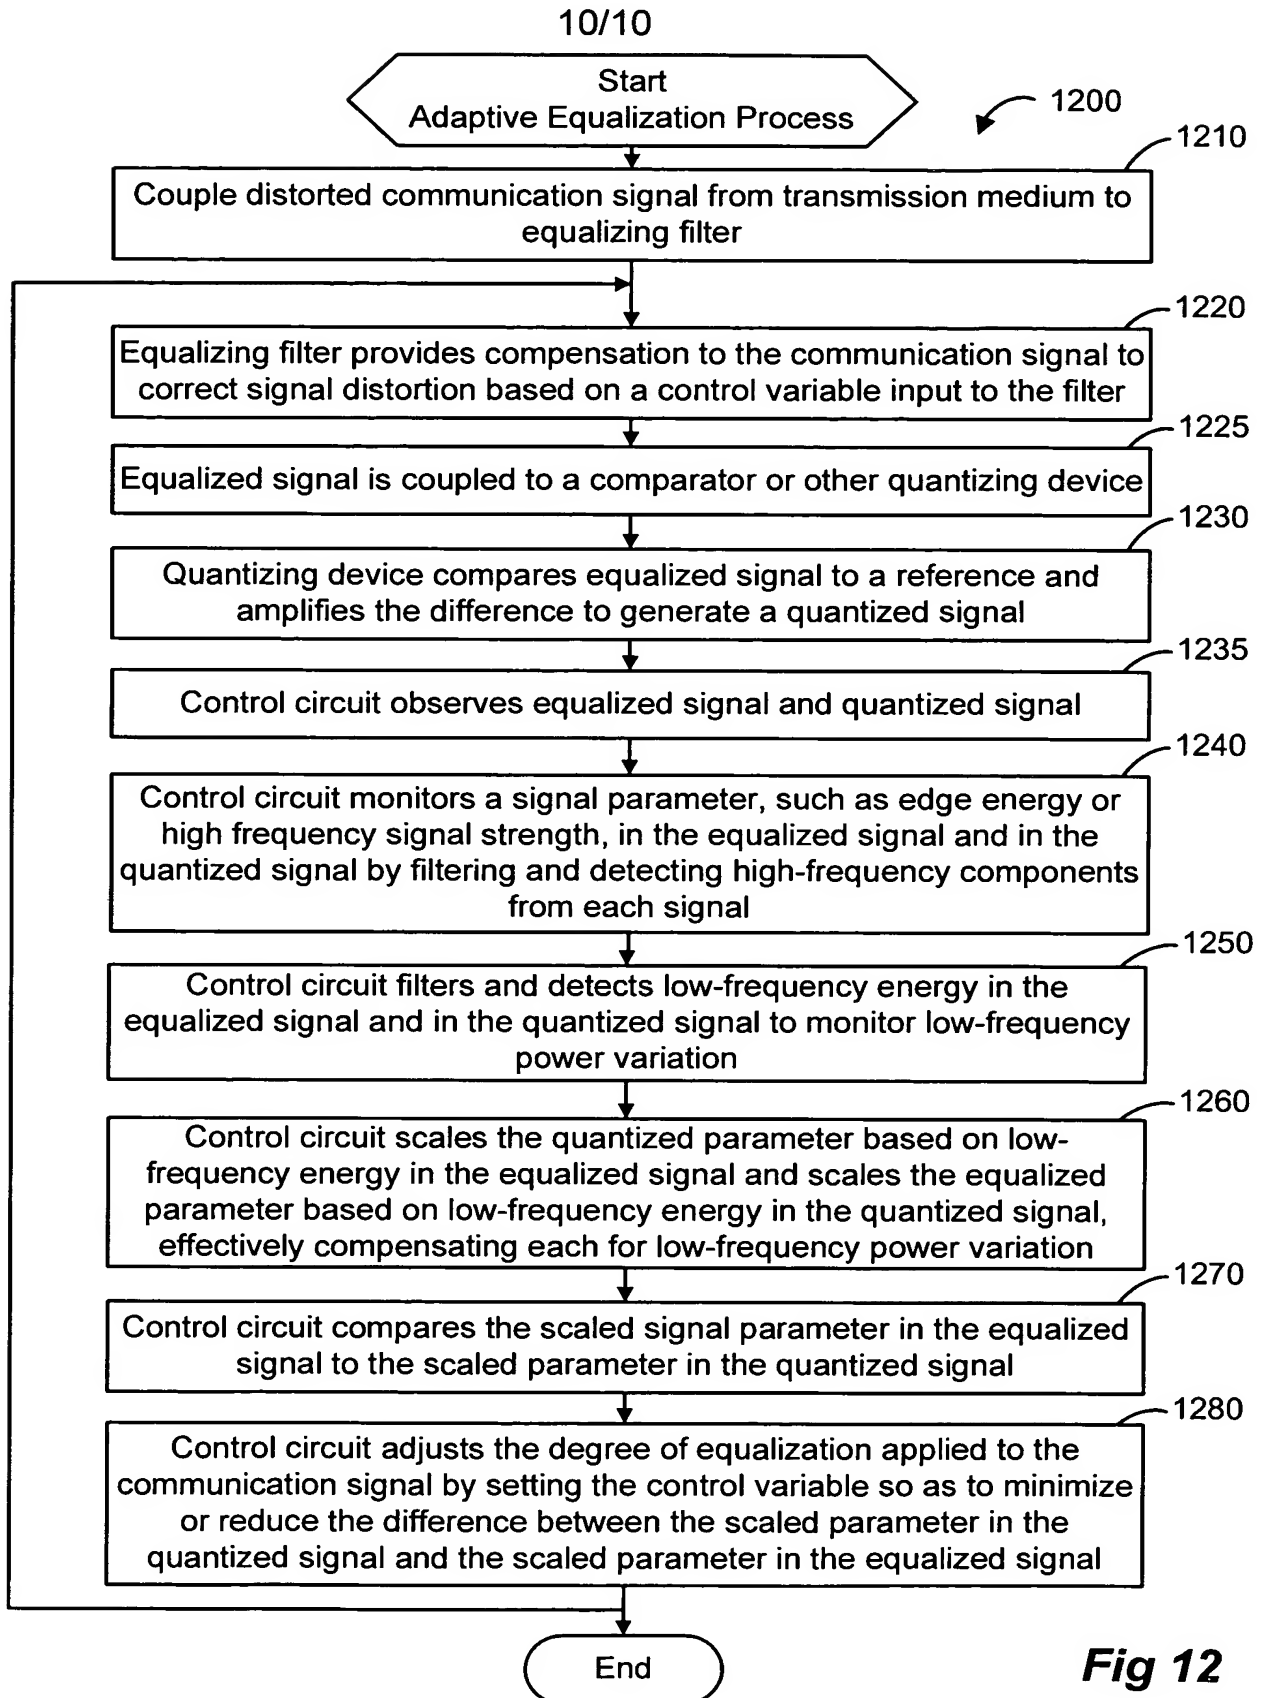 10/10
Start
Adaptive Equalization Process
1200
1210
Couple distorted communication signal from transmission medium to
equalizing filter
1220
Equalizing filter provides compensation to the communication signal to
correct signal distortion based on a control variable input to the filter
1225
Equalized signal is coupled to a comparator or other quantizing device
1230
Quantizing device compares equalized signal to a reference and
amplifies the difference to generate a quantized signal
1235
Control circuit observes equalized signal and quantized signal
1240
Control circuit monitors a signal parameter, such as edge energy or
high frequency signal strength, in the equalized signal and in the
quantized signal by filtering and detecting high-frequency components
from each signal
1250
Control circuit filters and detects low-frequency energy in the
equalized signal and in the quantized signal to monitor low-frequency
power variation
1260
Control circuit scales the quantized parameter based on low-
frequency energy in the equalized signal and scales the equalized
parameter based on low-frequency energy in the quantized signal,
effectively compensating each for low-frequency power variation
1270
Control circuit compares the scaled signal parameter in the equalized
signal to the scaled parameter in the quantized signal
1280
Control circuit adjusts the degree of equalization applied to the
communication signal by setting the control variable so as to minimize
or reduce the difference between the scaled parameter in the
quantized signal and the scaled parameter in the equalized signal
End
Fig 12